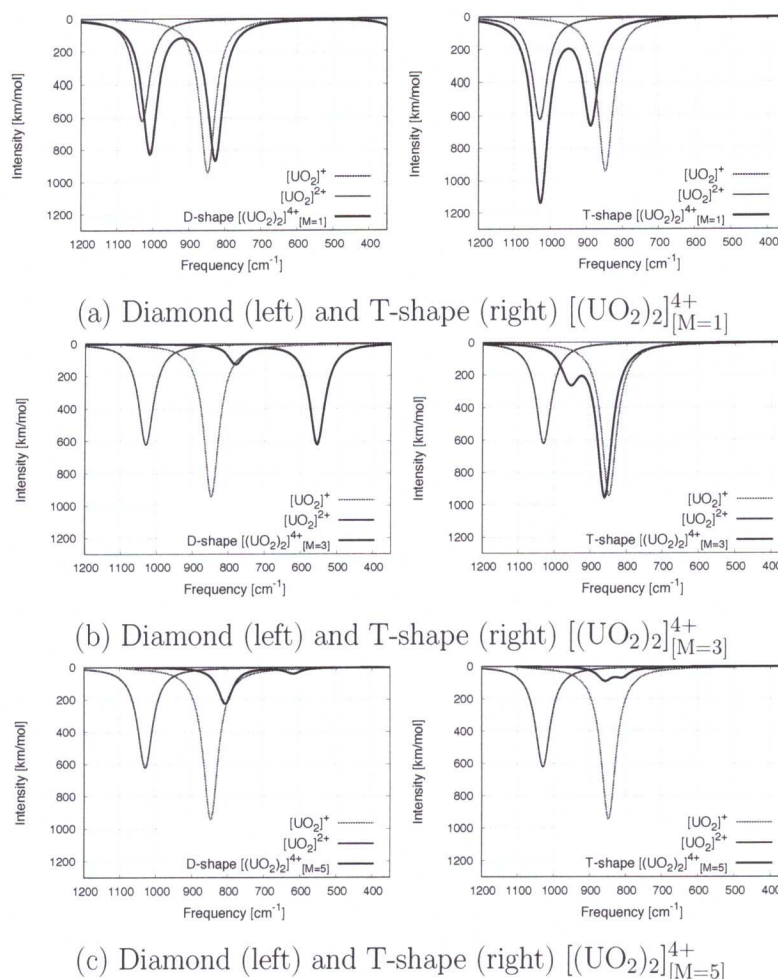 1200 1100 1000 900 800 700 600 500 400
0
200
400
600
800
1000
1200
Intensity [km/mol]
Frequency [cm⁻¹]
[UO₂]⁺
[UO₂]²⁺
D-shape [(UO₂)₂]⁴⁺[M=1]
1200 1100 1000 900 800 700 600 500 400
0
200
400
600
800
1000
1200
Intensity [km/mol]
Frequency [cm⁻¹]
[UO₂]⁺
[UO₂]²⁺
T-shape [(UO₂)₂]⁴⁺[M=1]
(a) Diamond (left) and T-shape (right) [(UO₂)₂]⁴⁺[M=1]
0
200
400
600
800
1000
1200
1200 1100 1000 900 800 700 600 500 400
Intensity [km/mol]
Frequency [cm⁻¹]
[UO₂]⁺
[UO₂]²⁺
D-shape [(UO₂)₂]⁴⁺[M=3]
0
200
400
600
800
1000
1200
1200 1100 1000 900 800 700 600 500 400
Intensity [km/mol]
Frequency [cm⁻¹]
[UO₂]⁺
[UO₂]²⁺
T-shape [(UO₂)₂]⁴⁺[M=3]
(b) Diamond (left) and T-shape (right) [(UO₂)₂]⁴⁺[M=3]
0
200
400
600
800
1000
1200
1200 1100 1000 900 800 700 600 500 400
Intensity [km/mol]
Frequency [cm⁻¹]
[UO₂]⁺
[UO₂]²⁺
D-shape [(UO₂)₂]⁴⁺[M=5]
0
200
400
600
800
1000
1200
1200 1100 1000 900 800 700 600 500 400
Intensity [km/mol]
Frequency [cm⁻¹]
[UO₂]⁺
[UO₂]²⁺
T-shape [(UO₂)₂]⁴⁺[M=5]
(c) Diamond (left) and T-shape (right) [(UO₂)₂]⁴⁺[M=5]